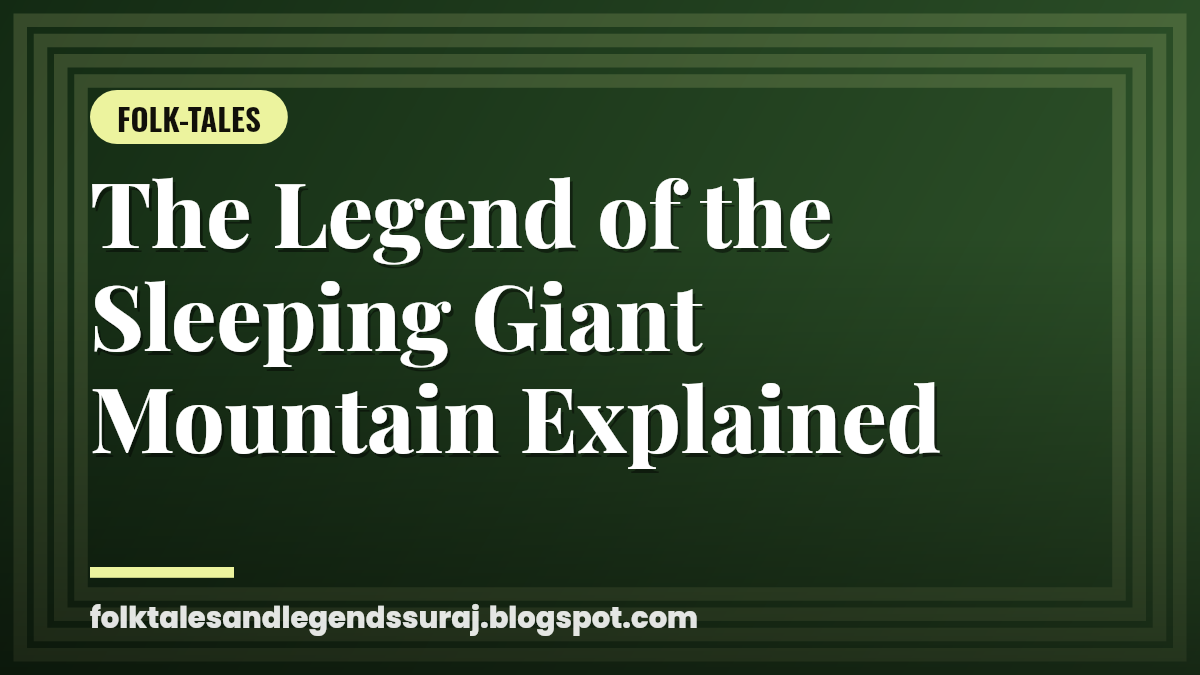 FOLK-TALES
The Legend of the
Sleeping Giant
Mountain Explained
folktalesandlegendssuraj.blogspot.com